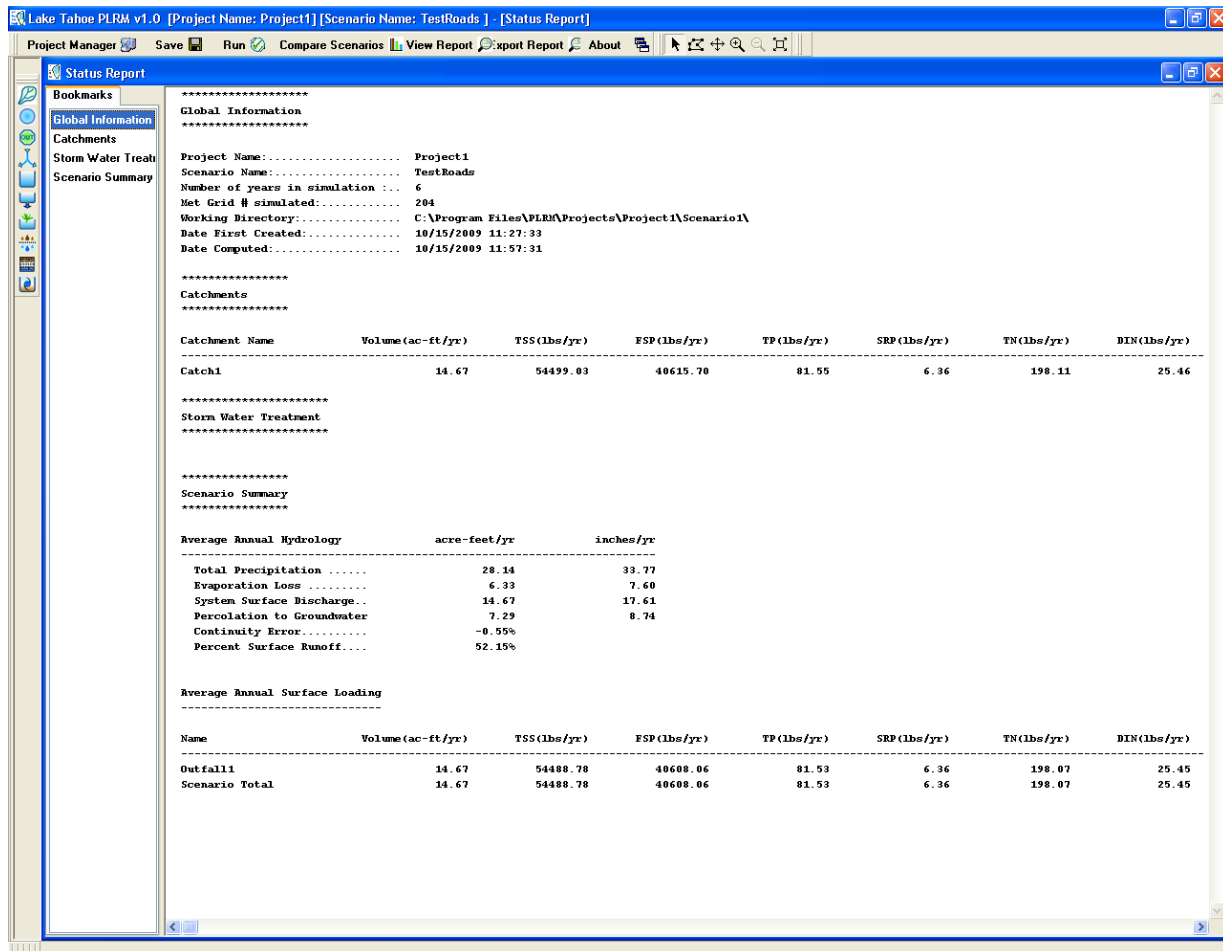 Lake Tahoe PLRM v1.0 [Project Name: Project1] [Scenario Name: TestRoads ] - [Status Report]
Project Manager Save Run Compare Scenarios View Report Export Report About
Status Report
Bookmarks
Global Information
Catchments
Storm Water Treatı
Scenario Summary
*******************
Global Information
*******************
Project Name:.................... Project1
Scenario Name:................... TestRoads
Number of years in simulation :.. 6
Met Grid # simulated:............ 204
Working Directory:............... C:\Program Files\PLRM\Projects\Project1\Scenario1\
Date First Created:.............. 10/15/2009 11:27:33
Date Computed:................... 10/15/2009 11:57:31
****************
Catchments
****************
Catchment Name Volume(ac-ft/yr) TSS(lbs/yr) FSP(lbs/yr) TP(lbs/yr) SRP(lbs/yr) TN(lbs/yr) DIN(lbs/yr)
Catch1 14.67 54499.03 40615.70 81.55 6.36 198.11 25.46
**********************
Storm Water Treatment
**********************
****************
Scenario Summary
****************
Average Annual Hydrology acre-feet/yr inches/yr
Total Precipitation ...... 28.14 33.77
Evaporation Loss ......... 6.33 7.60
System Surface Discharge.. 14.67 17.61
Percolation to Groundwater 7.29 8.74
Continuity Error.......... -0.55%
Percent Surface Runoff.... 52.15%
Average Annual Surface Loading
Name Volume(ac-ft/yr) TSS(lbs/yr) FSP(lbs/yr) TP(lbs/yr) SRP(lbs/yr) TN(lbs/yr) DIN(lbs/yr)
Outfall1 14.67 54488.78 40608.06 81.53 6.36 198.07 25.45
Scenario Total 14.67 54488.78 40608.06 81.53 6.36 198.07 25.45
OUT